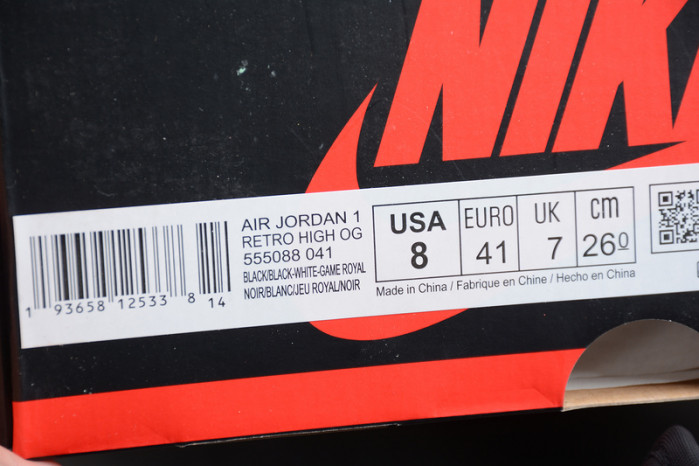 NIK
AIR JORDAN 1
RETRO HIGH OG
555088 041
BLACK/BLACK-WHITE-GAME ROYAL
NOIR/BLANC/JEU ROYAL/NOIR
1 93658 12533 8 14
USA
8
EURO
41
UK
7
cm
26.0
Made in China / Fabrique en Chine / Hecho en China